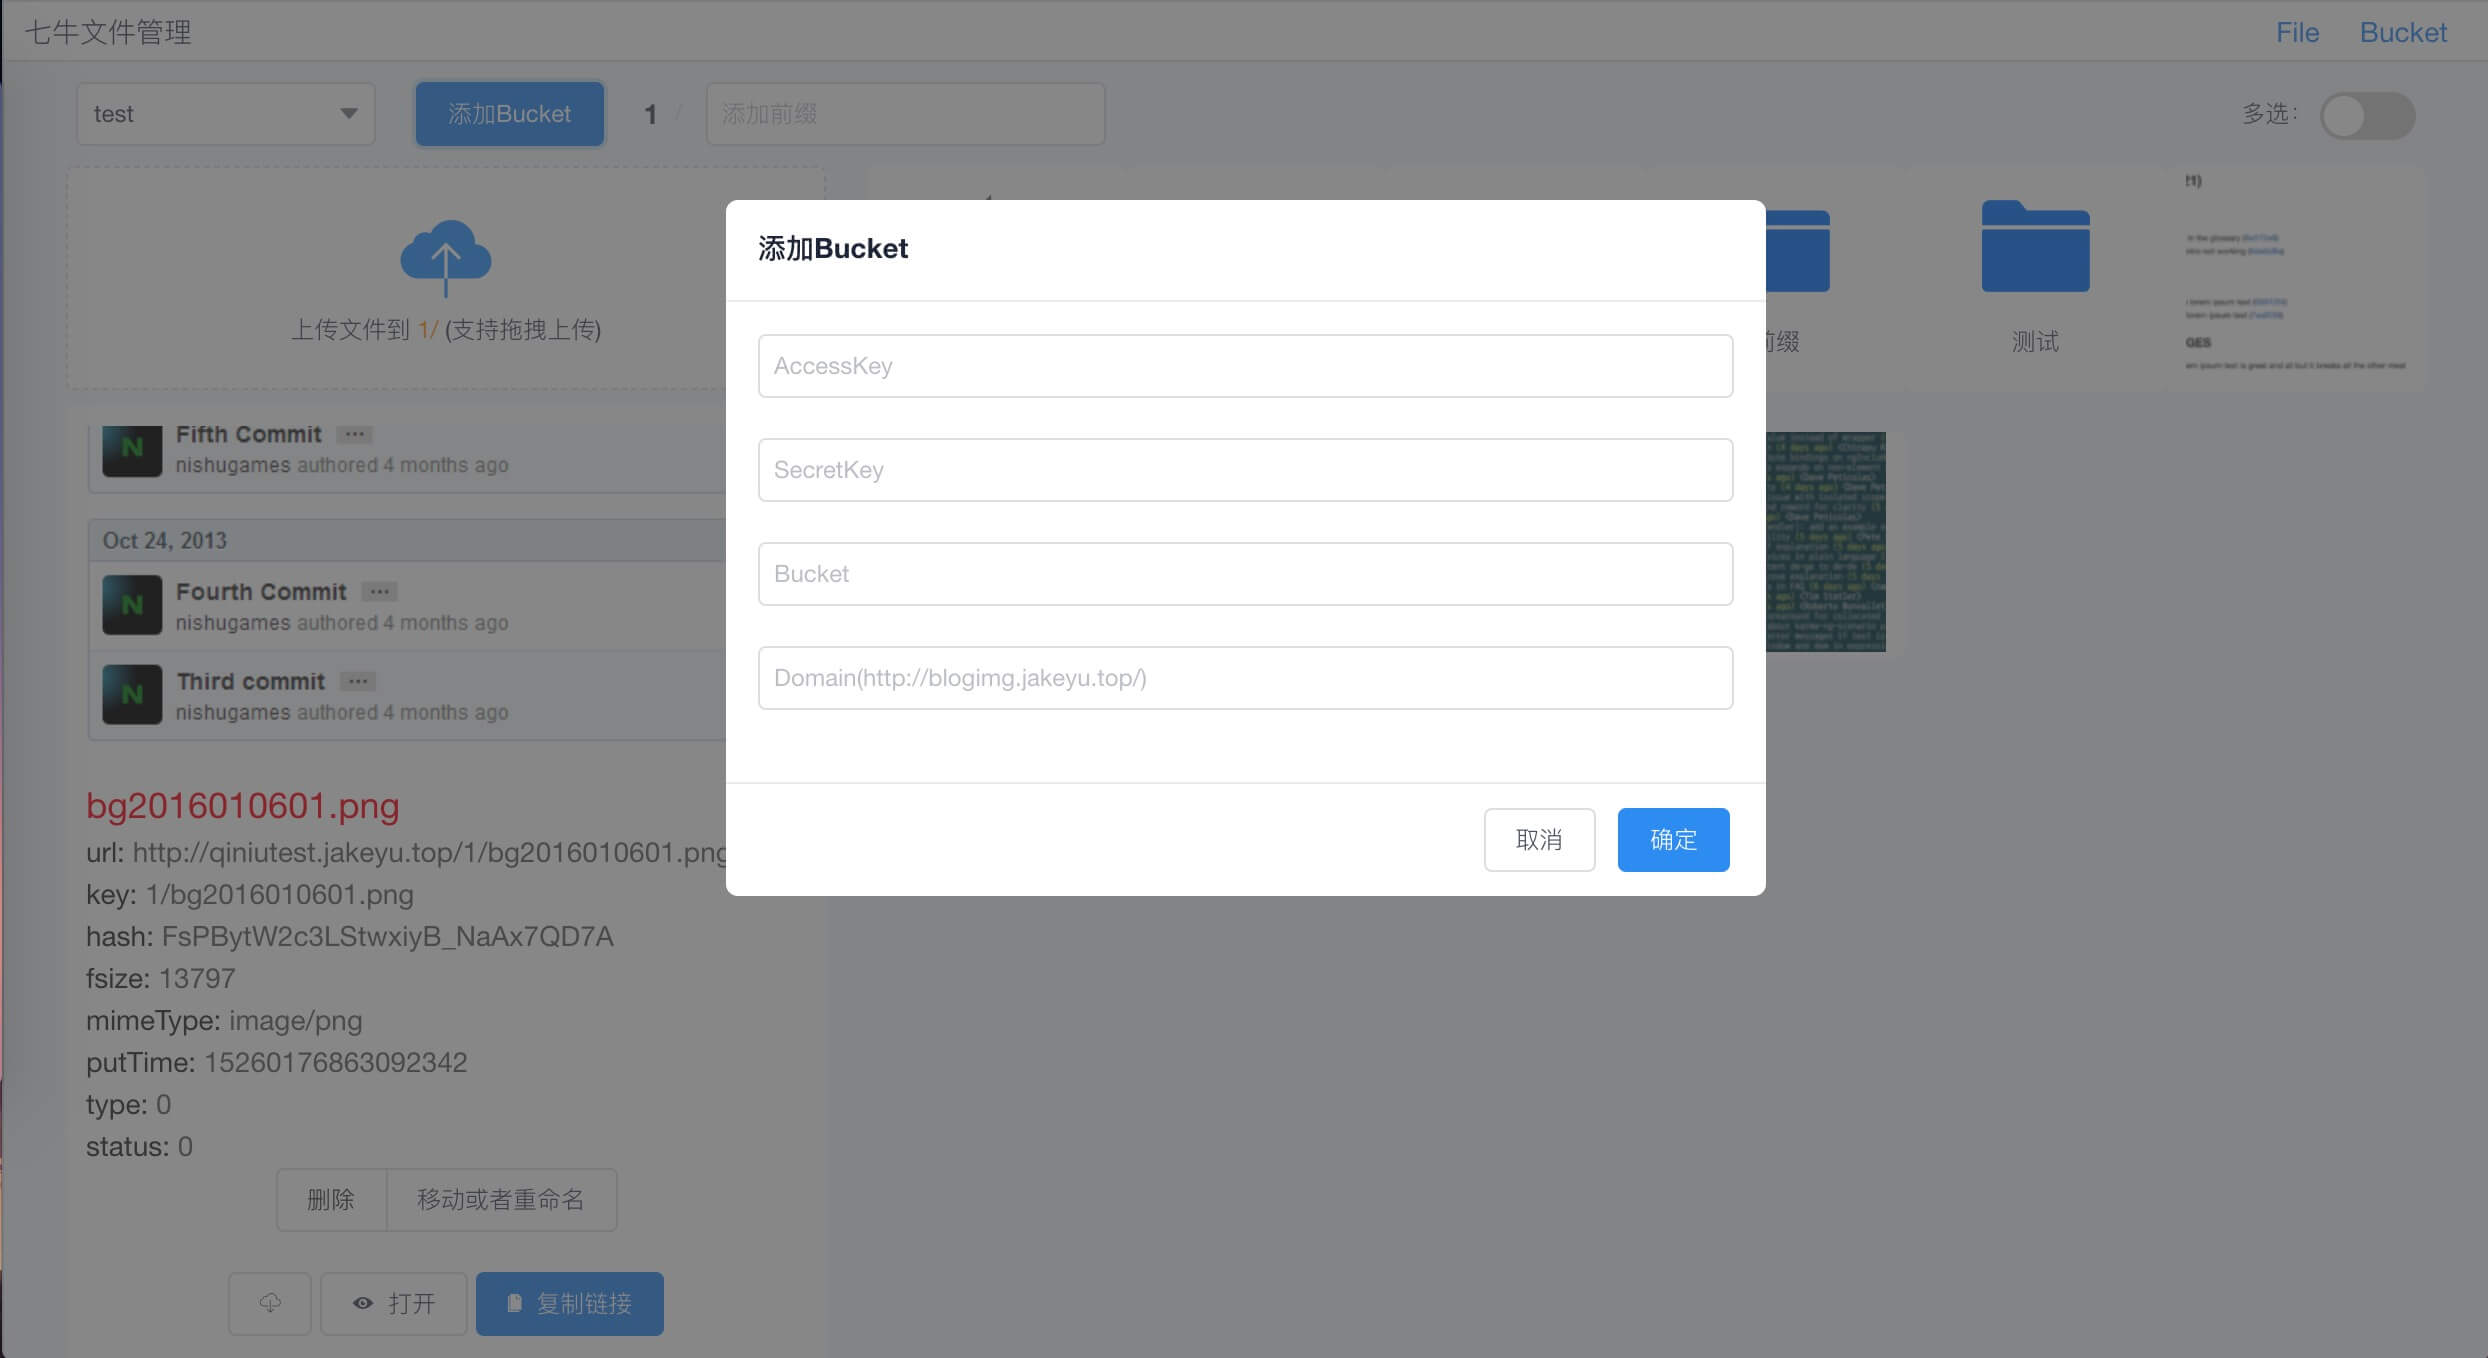 七牛文件管理
File Bucket
test 添加Bucket 1 / 添加前缀 多选:
上传文件到 1/ (支持拖拽上传)
前缀
测试
GES
添加Bucket
AccessKey
SecretKey
Bucket
Domain(http://blogimg.jakeyu.top/)
取消 确定
Fifth Commit ...
nishugames authored 4 months ago
Oct 24, 2013
Fourth Commit ...
nishugames authored 4 months ago
Third commit ...
nishugames authored 4 months ago
bg2016010601.png
url: http://qiniutest.jakeyu.top/1/bg2016010601.png
key: 1/bg2016010601.png
hash: FsPBytW2c3LStwxiyB_NaAx7QD7A
fsize: 13797
mimeType: image/png
putTime: 15260176863092342
type: 0
status: 0
删除 移动或者重命名
打开 复制链接